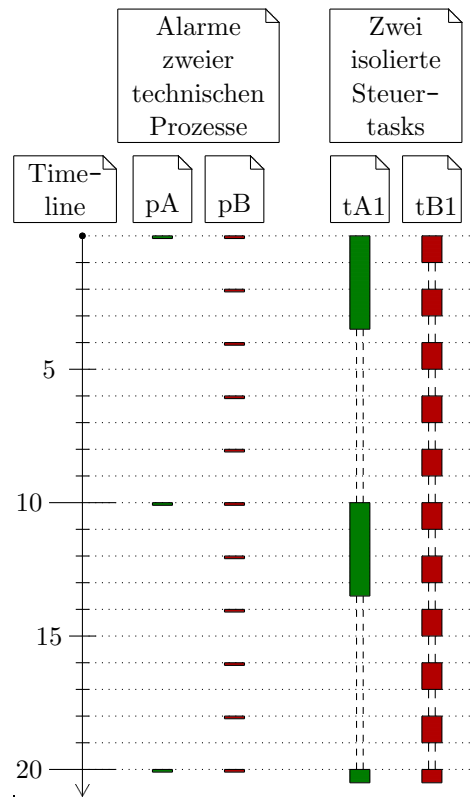 Alarme
zweier
technischen
Prozesse
Zwei
isolierte
Steuer-
tasks
Time-
line
pA
pB
tA1
tB1
5
10
15
20